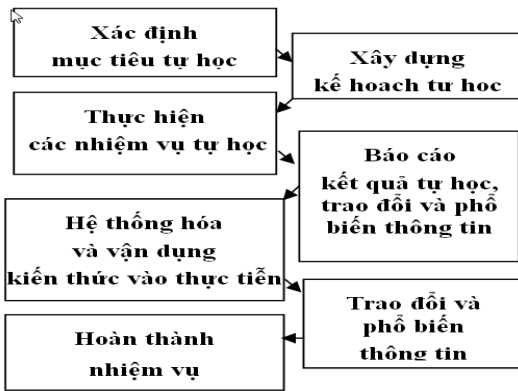 Xác định
mục tiêu tự học
Xây dựng
kế hoach tư hoc
Thực hiện
các nhiệm vụ tự học
Báo cáo
kết quả tự học,
trao đổi và phổ
biến thông tin
Hệ thống hóa
và vận dụng
kiến thức vào thực tiễn
Trao đổi và
phổ biến
thông tin
Hoàn thành
nhiệm vụ